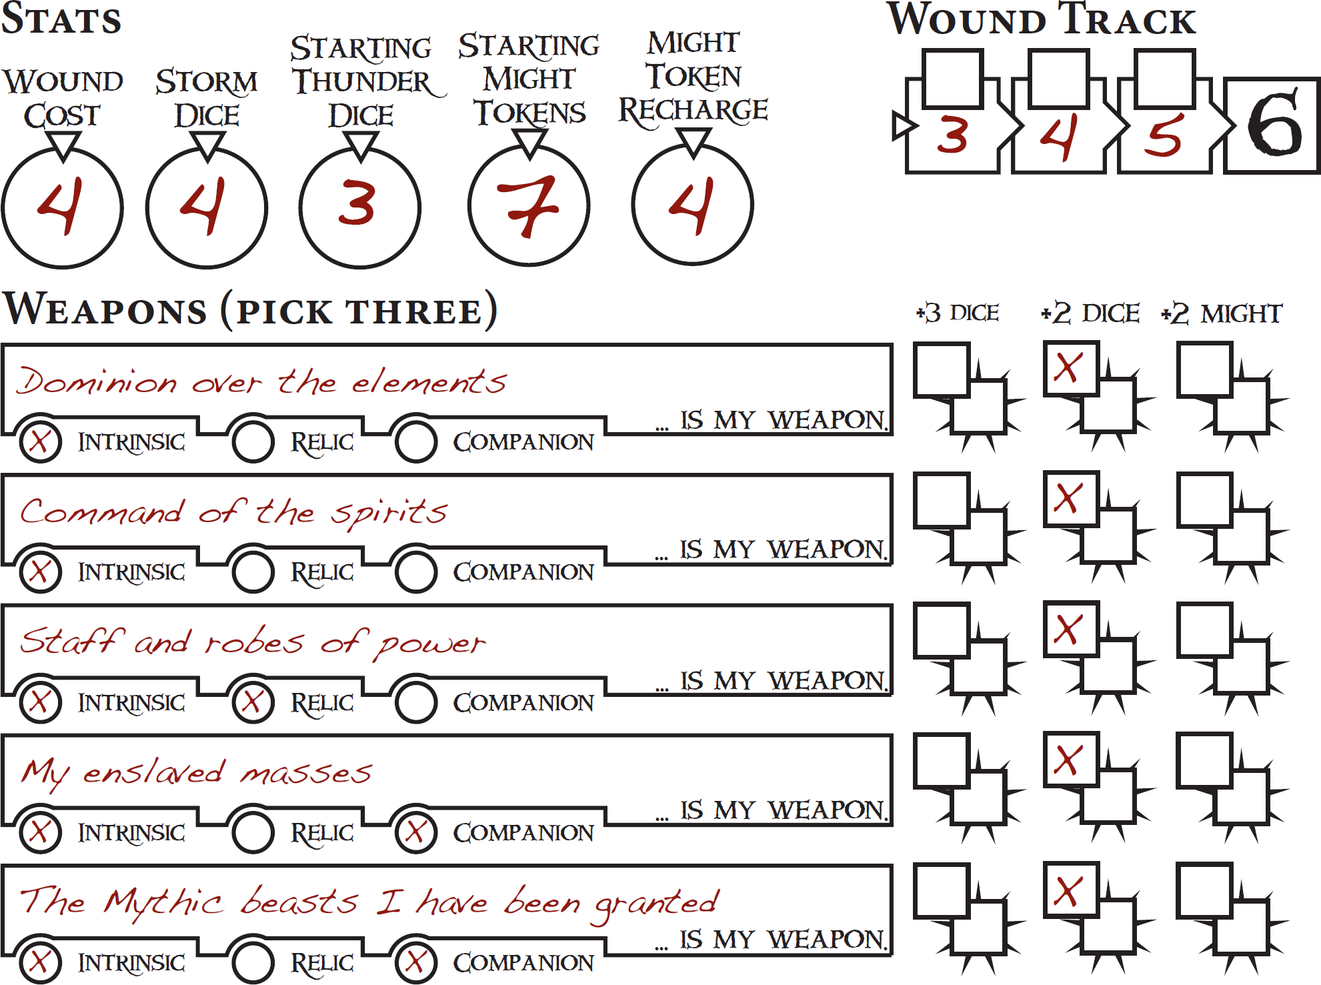 Stats
Wound Track
Wound Cost
Storm Dice
Starting Thunder Dice
Starting Might Tokens
Might Token Recharge
4 4 3 7 4
3 4 5 6
Weapons (pick three)
+3 dice +2 dice +2 might
Dominion over the elements
... is my weapon.
X Intrinsic Relic Companion
X
Command of the spirits
... is my weapon.
X Intrinsic Relic Companion
X
Staff and robes of power
... is my weapon.
X Intrinsic X Relic Companion
X
My enslaved masses
... is my weapon.
X Intrinsic Relic X Companion
X
The Mythic beasts I have been granted
... is my weapon.
X Intrinsic Relic X Companion
X